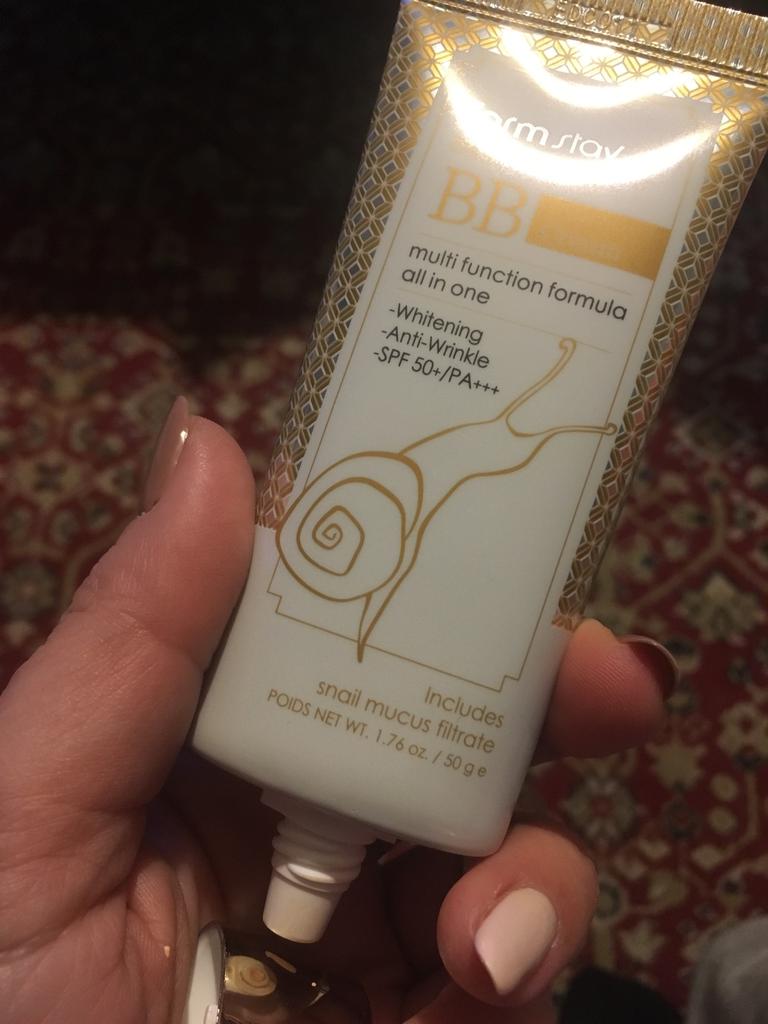 BB
multi function formula
all in one
-Whitening
-Anti-Wrinkle
-SPF 50+/PA+++
Includes
snail mucus filtrate
POIDS NET WT. 1.76 oz. / 50 g e